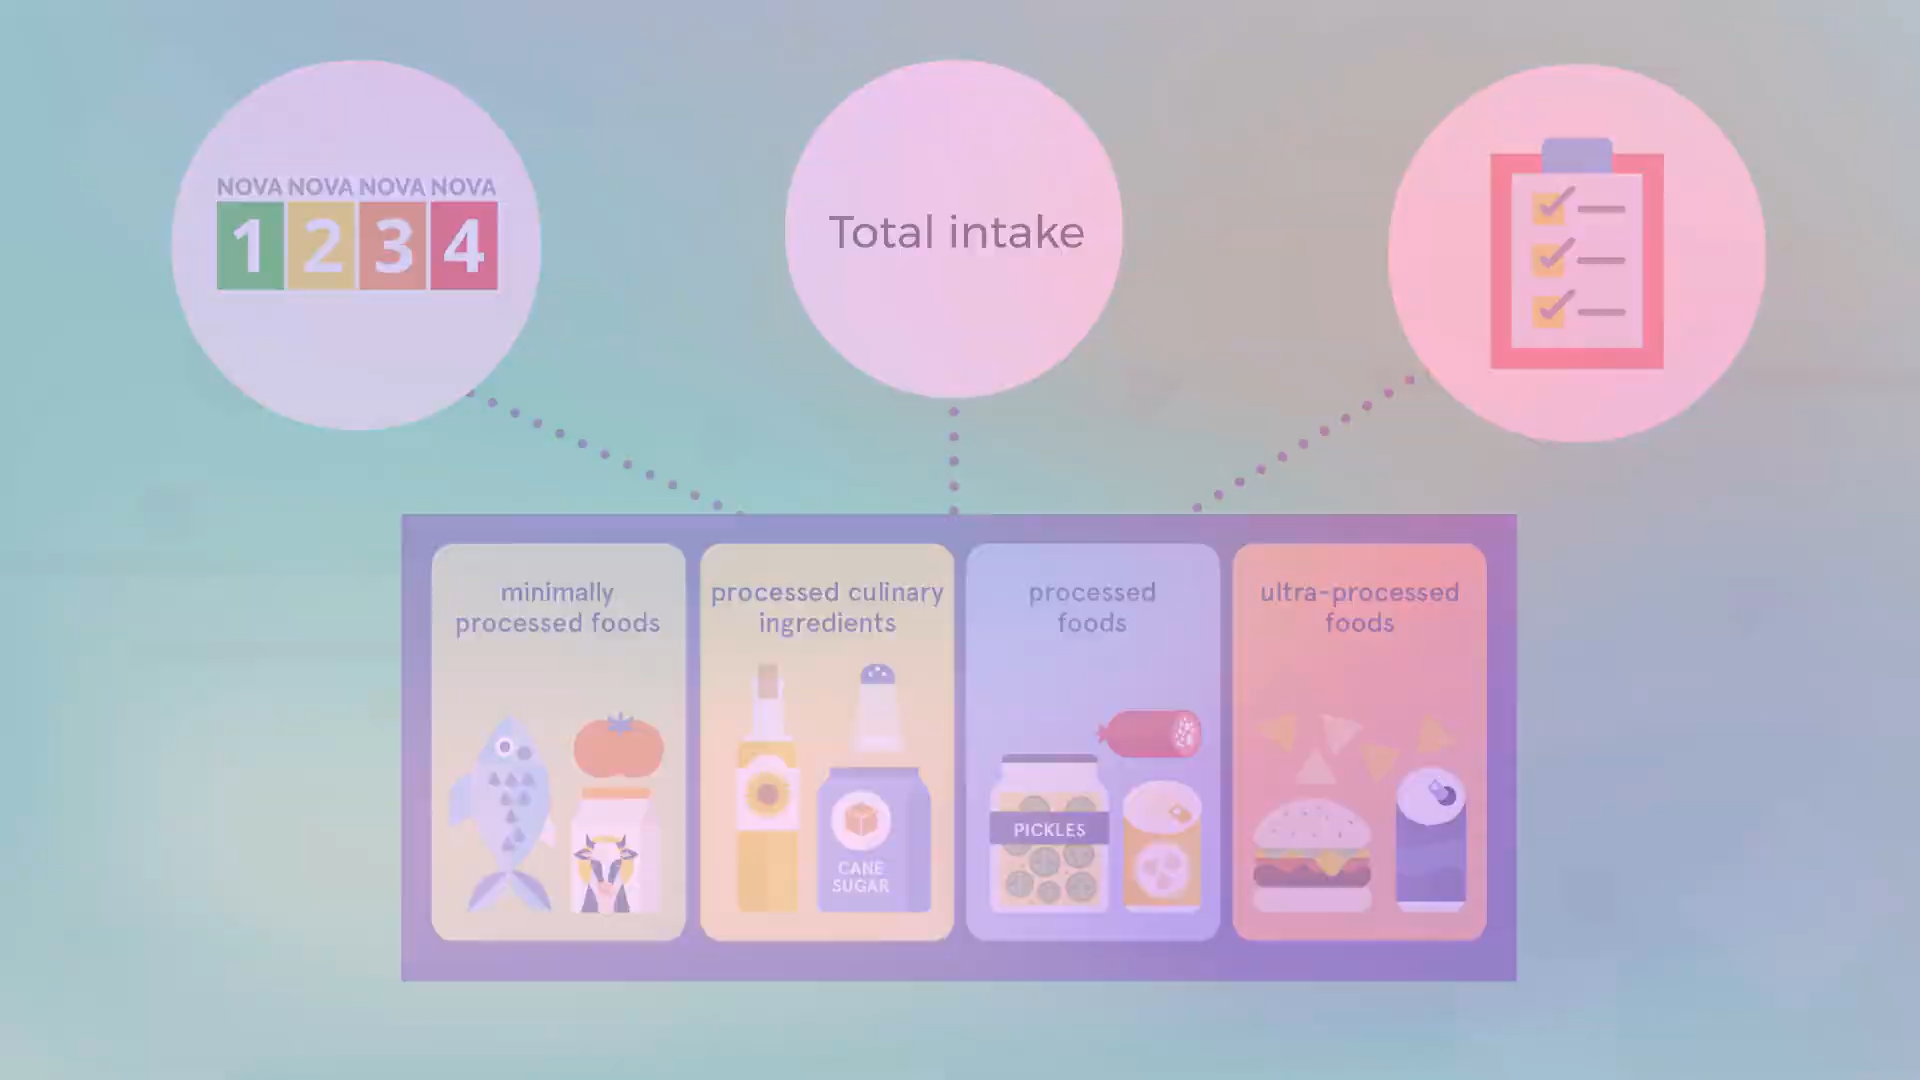 NOVA NOVA NOVA NOVA
1 2 3 4
Total intake
minimally
processed foods
processed culinary
ingredients
processed
foods
ultra-processed
foods
CANE
SUGAR
PICKLES